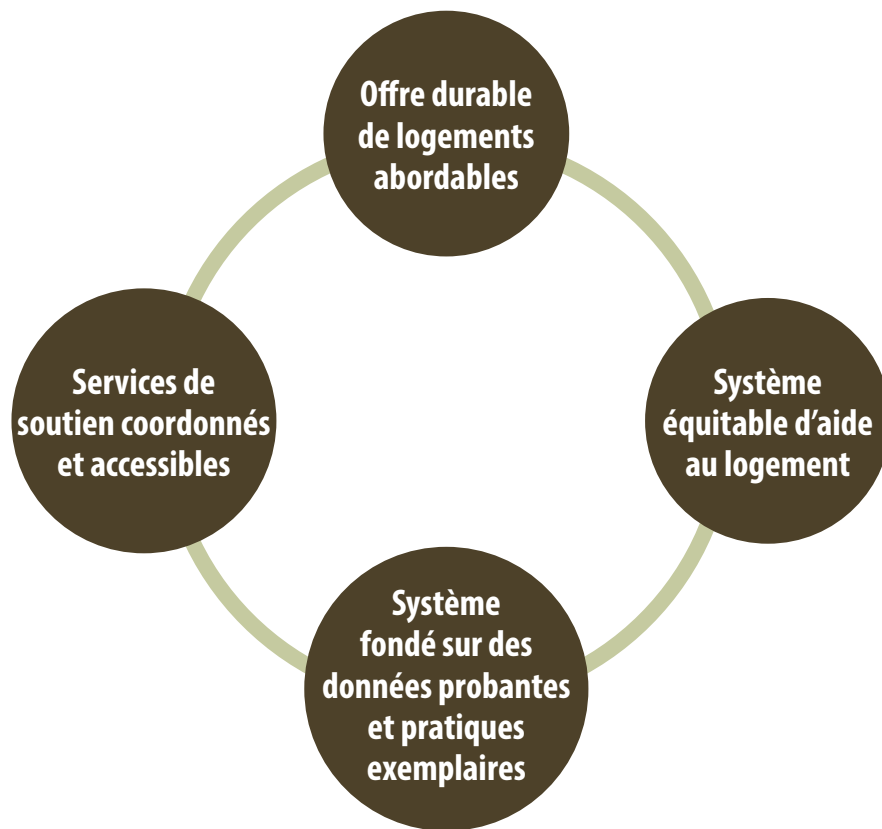 Offre durable
de logements
abordables
Services de
soutien coordonnés
et accessibles
Système
équitable d’aide
au logement
Système
fondé sur des
données probantes
et pratiques
exemplaires